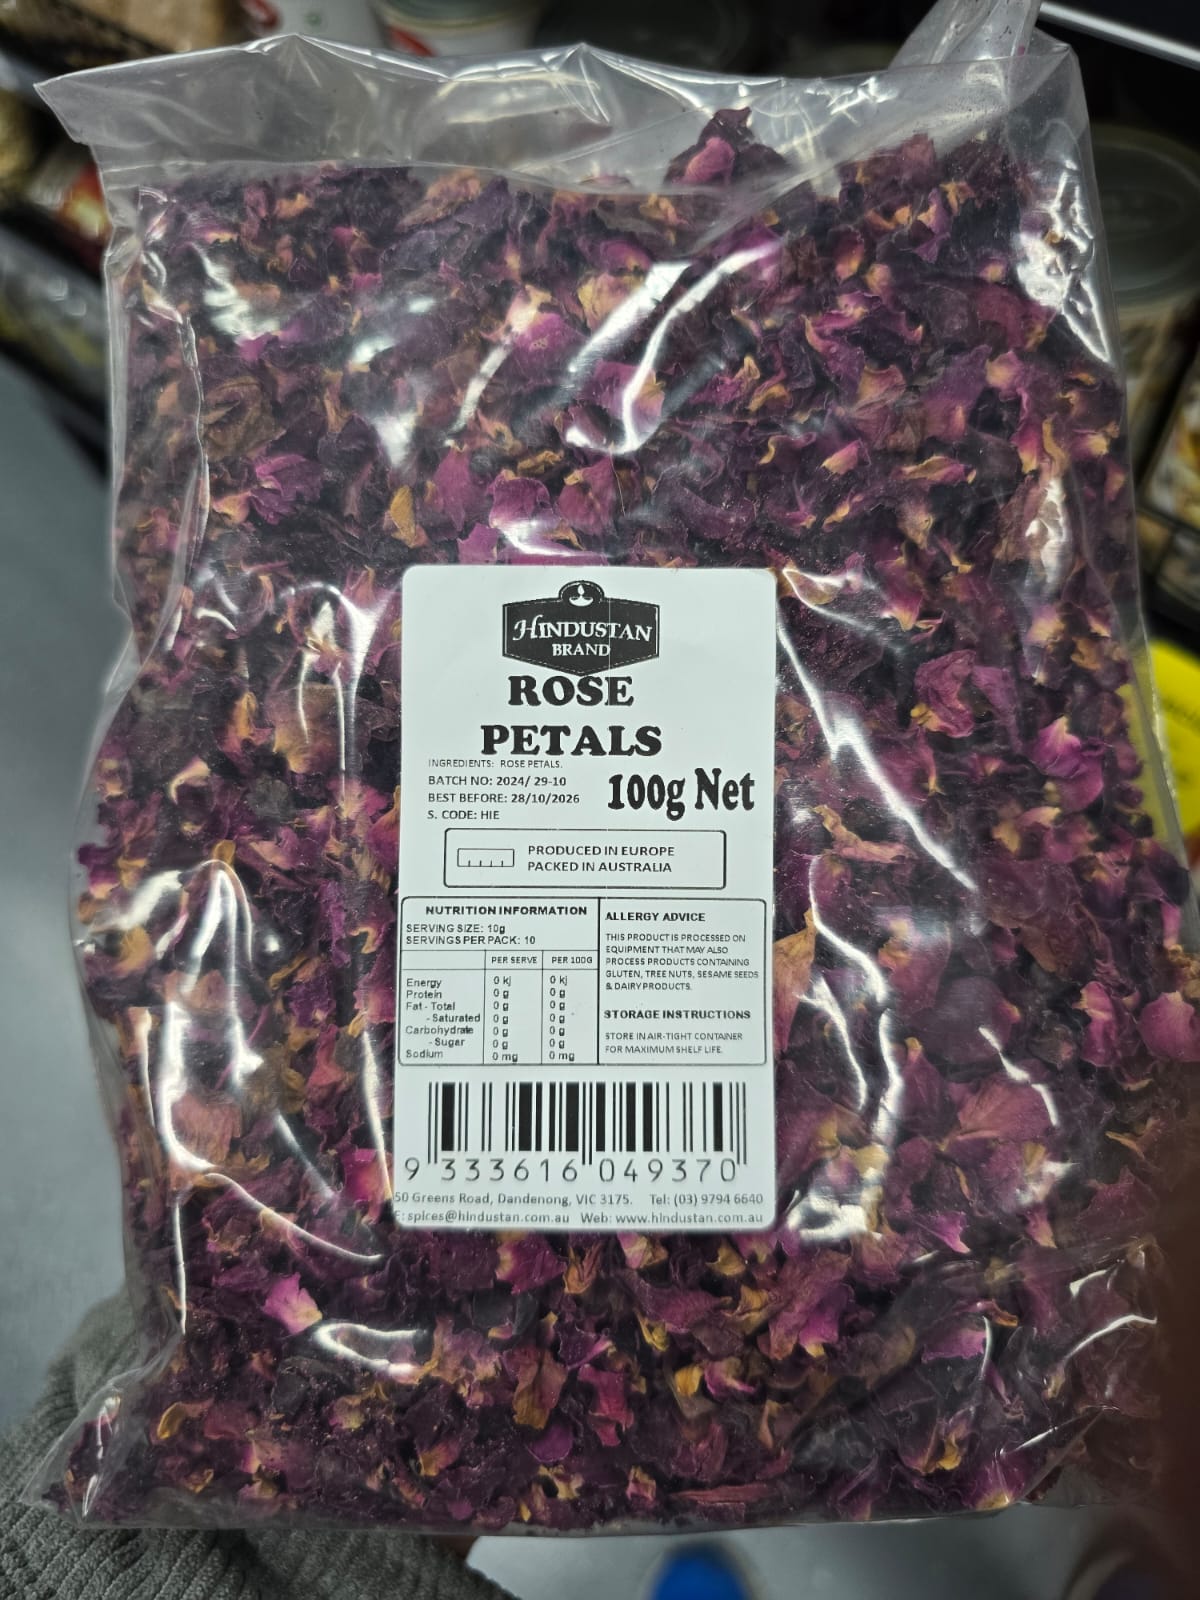 HINDUSTAN
BRAND
ROSE
PETALS
INGREDIENTS: ROSE PETALS.
BATCH NO: 2024/ 29-10
BEST BEFORE: 28/10/2026
S. CODE: HIE
100g Net
PRODUCED IN EUROPE
PACKED IN AUSTRALIA
NUTRITION INFORMATION
SERVING SIZE: 10g
SERVINGS PER PACK: 10
PER SERVE PER 100G
Energy 0 kj 0 kj
Protein 0 g 0 g
Fat - Total 0 g 0 g
- Saturated 0 g 0 g
Carbohydrate 0 g 0 g
- Sugar 0 g 0 g
Sodium 0 mg 0 mg
ALLERGY ADVICE
THIS PRODUCT IS PROCESSED ON
EQUIPMENT THAT MAY ALSO
PROCESS PRODUCTS CONTAINING
GLUTEN, TREE NUTS, SESAME SEEDS
& DAIRY PRODUCTS.
STORAGE INSTRUCTIONS
STORE IN AIR-TIGHT CONTAINER
FOR MAXIMUM SHELF LIFE.
9 333616 049370
50 Greens Road, Dandenong, VIC 3175. Tel: (03) 9794 6640
E: spices@hindustan.com.au Web: www.hindustan.com.au